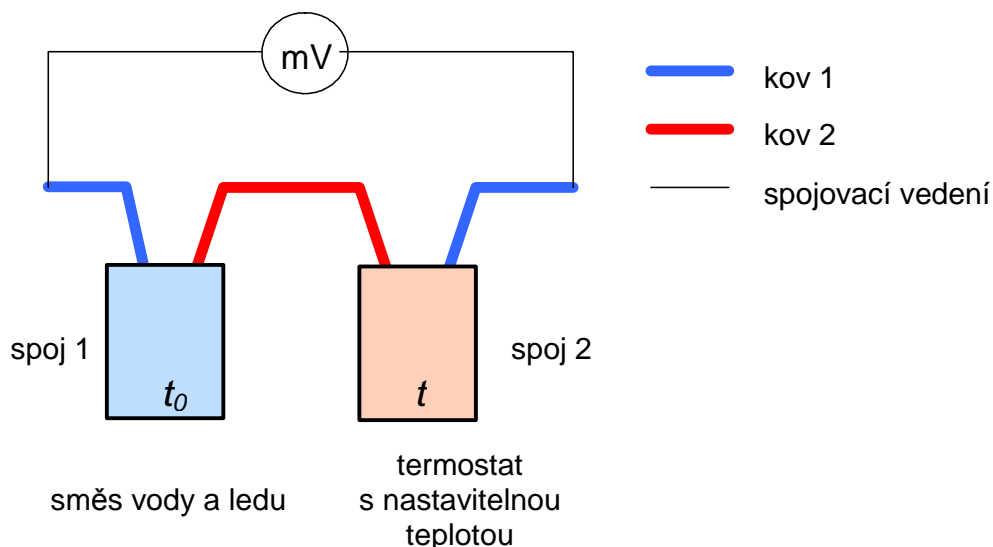 mV
kov 1
kov 2
spojovací vedení
spoj 1
t0
t
spoj 2
směs vody a ledu
termostat
s nastavitelnou
teplotou